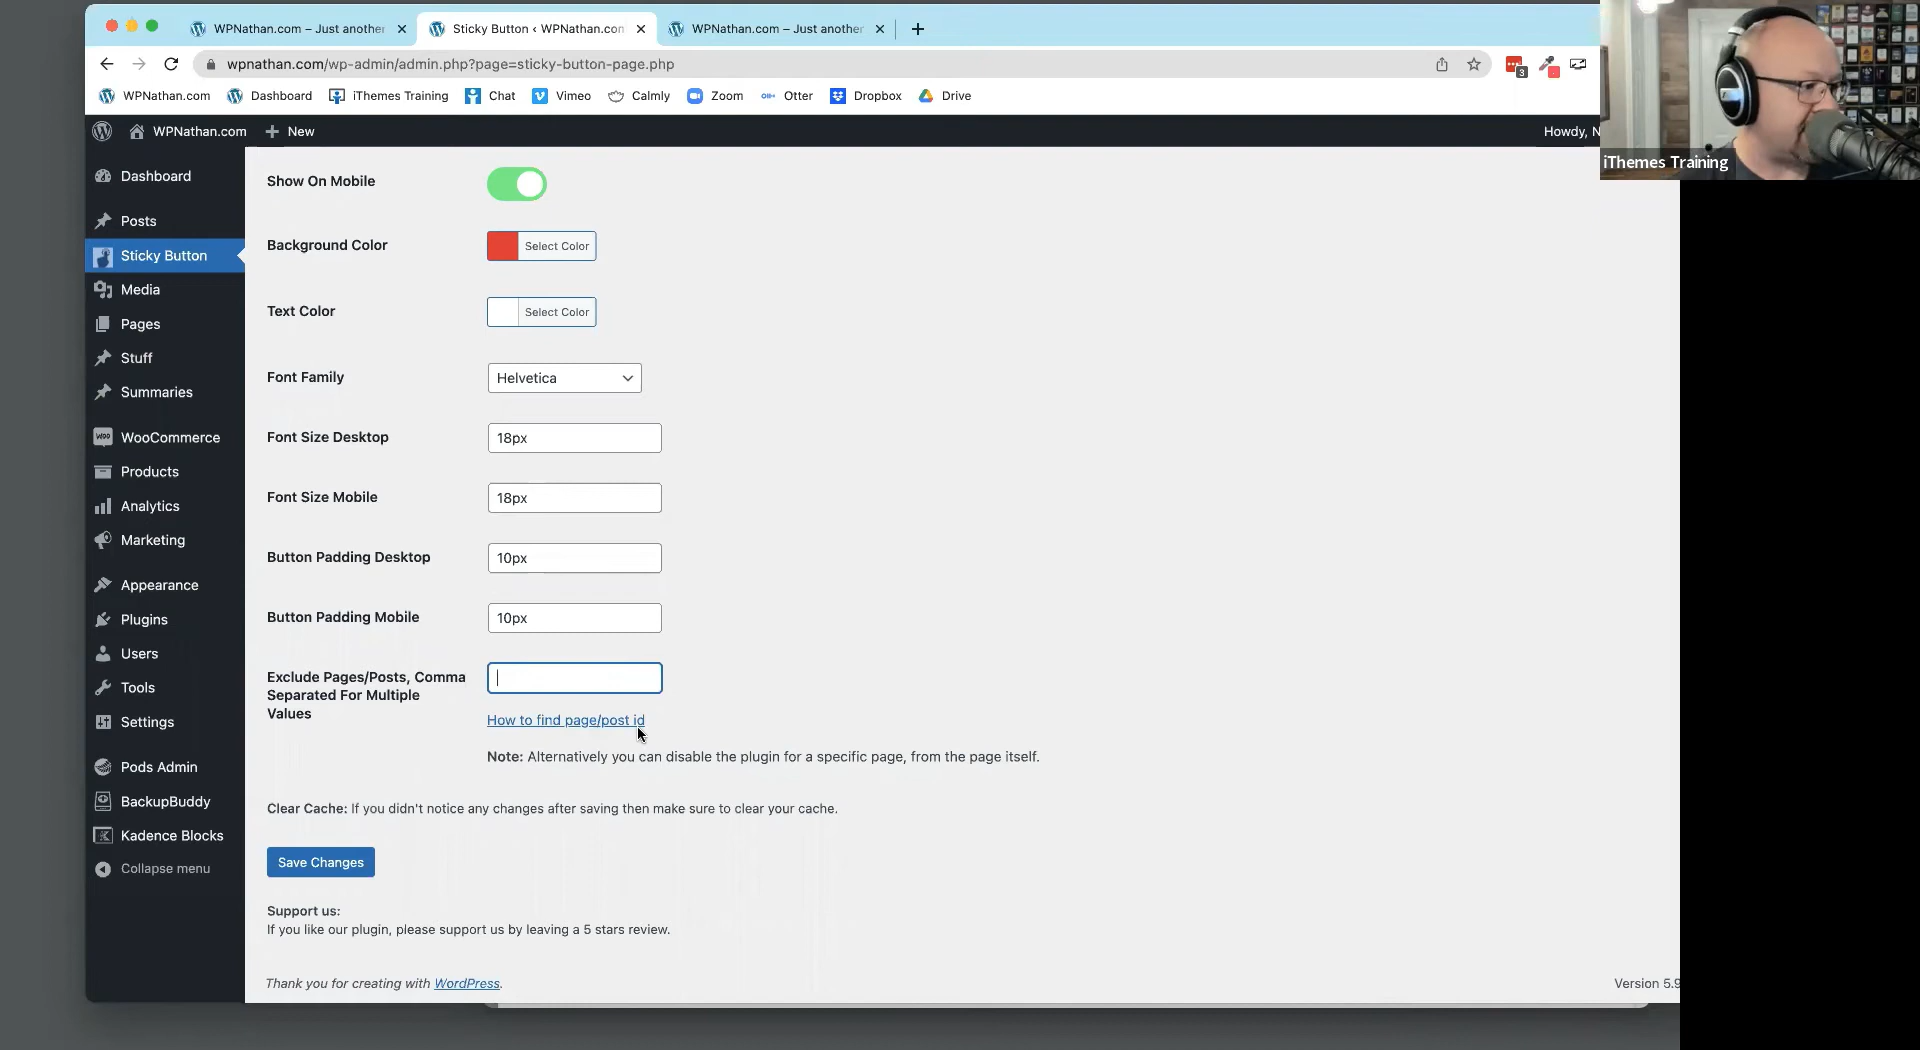 WPNathan.com – Just another
Sticky Button ‹ WPNathan.com
WPNathan.com – Just another
wpnathan.com/wp-admin/admin.php?page=sticky-button-page.php
3
WPNathan.com
Dashboard
iThemes Training
Chat
Vimeo
Calmly
Zoom
Otter
Dropbox
Drive
iThemes Training
WPNathan.com
New
Howdy, N
Dashboard
Posts
Sticky Button
Media
Pages
Stuff
Summaries
WooCommerce
Products
Analytics
Marketing
Appearance
Plugins
Users
Tools
Settings
Pods Admin
BackupBuddy
Kadence Blocks
Collapse menu
Show On Mobile
Background Color
Select Color
Text Color
Select Color
Font Family
Helvetica
Font Size Desktop
18px
Font Size Mobile
18px
Button Padding Desktop
10px
Button Padding Mobile
10px
Exclude Pages/Posts, Comma
Separated For Multiple
Values
How to find page/post id
Note: Alternatively you can disable the plugin for a specific page, from the page itself.
Clear Cache: If you didn't notice any changes after saving then make sure to clear your cache.
Save Changes
Support us:
If you like our plugin, please support us by leaving a 5 stars review.
Thank you for creating with WordPress.
Version 5.9